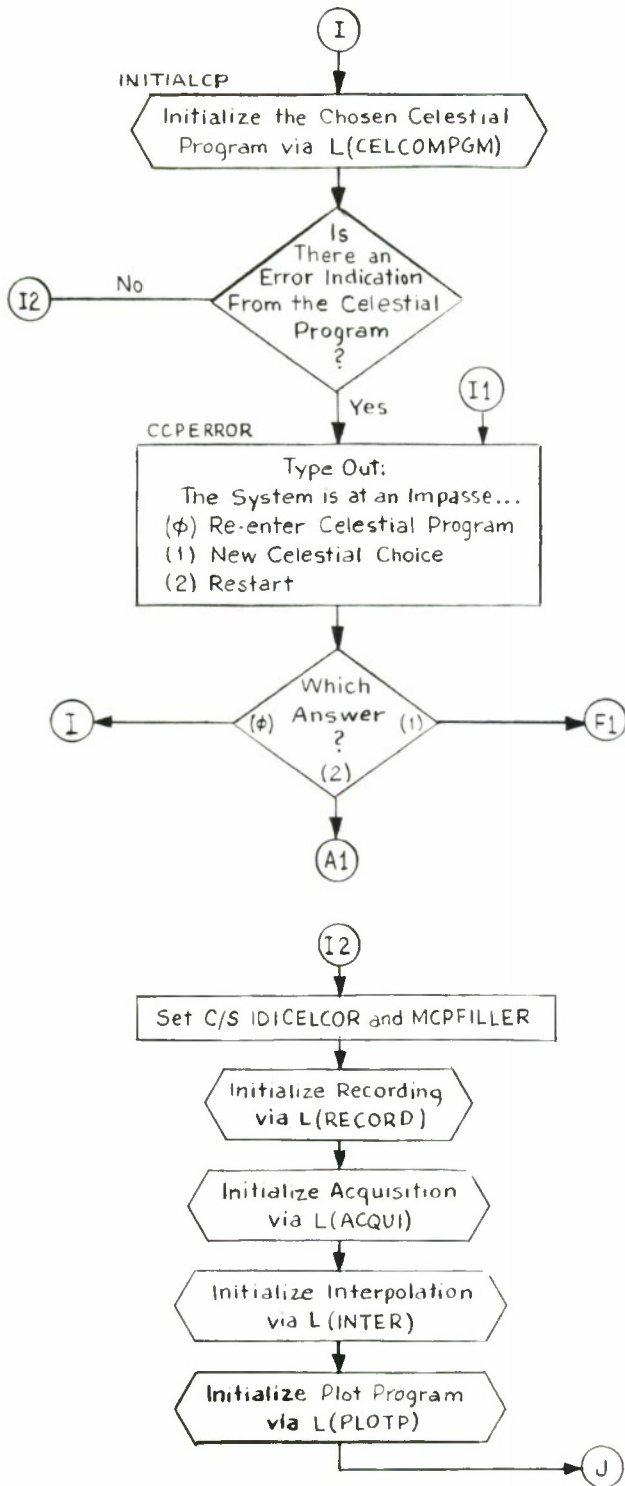 I
INITIALCP
Initialize the Chosen Celestial
Program via L(CELCOMPGM)
Is
There an
Error Indication
From the Celestial
Program
?
No
I2
Yes
I1
CCPERROR
Type Out:
The System is at an Impasse...
(ϕ) Re-enter Celestial Program
(1) New Celestial Choice
(2) Restart
Which
Answer
?
(ϕ)
(1)
(2)
I
F1
A1
I2
Set C/S IDICELCOR and MCPFILLER
Initialize Recording
via L(RECORD)
Initialize Acquisition
via L(ACQUI)
Initialize Interpolation
via L(INTER)
Initialize Plot Program
via L(PLOTP)
J